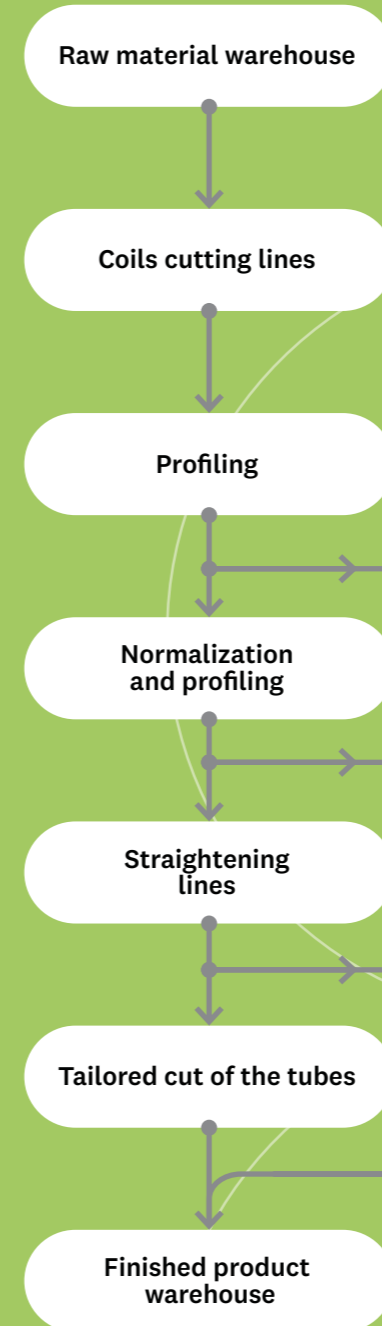 Raw material warehouse
Coils cutting lines
Profiling
Normalization
and profiling
Straightening
lines
Tailored cut of the tubes
Finished product
warehouse